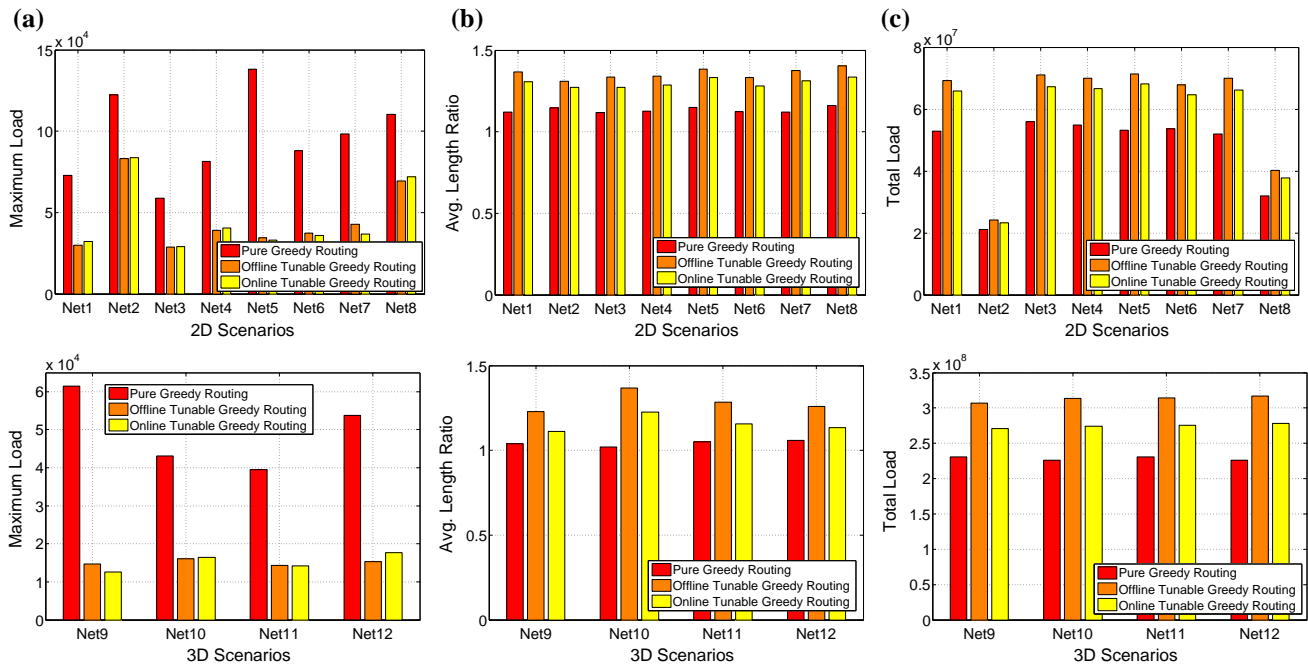 (a)
x 10^4
Maximum Load
15
10
5
0
Net1 Net2 Net3 Net4 Net5 Net6 Net7 Net8
2D Scenarios
Pure Greedy Routing
Offline Tunable Greedy Routing
Online Tunable Greedy Routing
(b)
Avg. Length Ratio
1.5
1
0.5
0
Net1 Net2 Net3 Net4 Net5 Net6 Net7 Net8
2D Scenarios
Pure Greedy Routing
Offline Tunable Greedy Routing
Online Tunable Greedy Routing
(c)
x 10^7
Total Load
8
6
4
2
0
Net1 Net2 Net3 Net4 Net5 Net6 Net7 Net8
2D Scenarios
Pure Greedy Routing
Offline Tunable Greedy Routing
Online Tunable Greedy Routing
x 10^4
Maximum Load
6
5
4
3
2
1
0
Net9 Net10 Net11 Net12
3D Scenarios
Pure Greedy Routing
Offline Tunable Greedy Routing
Online Tunable Greedy Routing
Avg. Length Ratio
1.5
1
0.5
0
Net9 Net10 Net11 Net12
3D Scenarios
Pure Greedy Routing
Offline Tunable Greedy Routing
Online Tunable Greedy Routing
x 10^8
Total Load
3.5
3
2.5
2
1.5
1
0.5
0
Net9 Net10 Net11 Net12
3D Scenarios
Pure Greedy Routing
Offline Tunable Greedy Routing
Online Tunable Greedy Routing